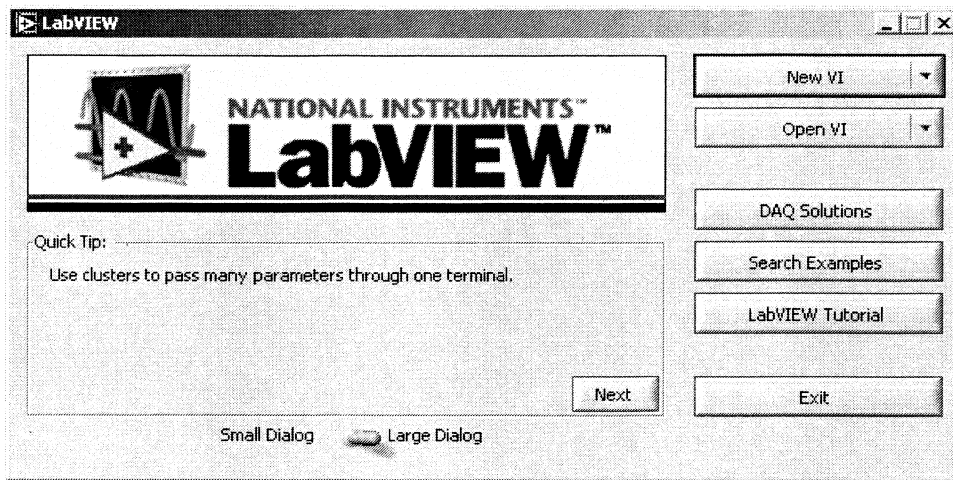 LabVIEW
NATIONAL INSTRUMENTS™
LabVIEW™
New VI
Open VI
DAQ Solutions
Search Examples
LabVIEW Tutorial
Exit
Quick Tip:
Use clusters to pass many parameters through one terminal.
Next
Small Dialog
Large Dialog